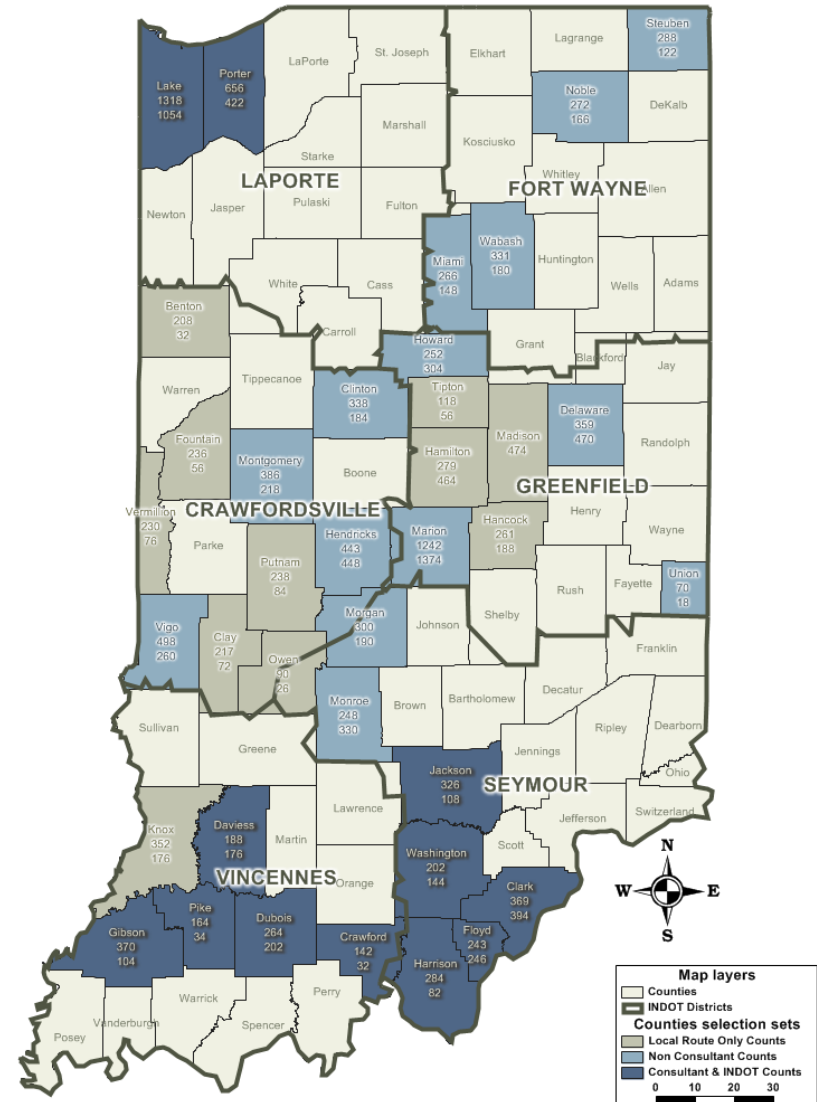 Steuben
288
122
Lagrange
Elkhart
St. Joseph
LaPorte
Porter
656
422
Lake
1318
1054
Noble
272
166
DeKalb
Marshall
Kosciusko
Starke
Whitley
Allen
LAPORTE
FORT WAYNE
Newton
Jasper
Pulaski
Fulton
Miami
266
148
Wabash
331
180
Huntington
Wells
Adams
White
Cass
Carroll
Benton
208
32
Howard
252
304
Grant
Blackford
Jay
Warren
Tippecanoe
Clinton
338
184
Tipton
118
56
Delaware
359
470
Randolph
Fountain
236
56
Montgomery
386
218
Boone
Hamilton
279
464
Madison
474
GREENFIELD
Henry
Vermillion
230
76
CRAWFORDSVILLE
Parke
Hendricks
443
448
Marion
1242
1374
Hancock
261
188
Wayne
Putnam
238
84
Rush
Fayette
Union
70
18
Vigo
498
260
Clay
217
72
Owen
90
26
Morgan
300
190
Johnson
Shelby
Franklin
Sullivan
Greene
Monroe
248
330
Brown
Bartholomew
Decatur
Ripley
Dearborn
Jennings
Ohio
Jackson
326
108
SEYMOUR
Switzerland
Jefferson
Scott
Knox
352
176
Daviess
188
176
Martin
Lawrence
Washington
202
144
VINCENNES
Orange
Clark
369
394
Gibson
370
104
Pike
164
34
Dubois
264
202
Crawford
142
32
Harrison
284
82
Floyd
243
246
Posey
Vanderburgh
Warrick
Spencer
Perry
N
W
E
S
Map layers
Counties
INDOT Districts
Counties selection sets
Local Route Only Counts
Non Consultant Counts
Consultant & INDOT Counts
0 10 20 30